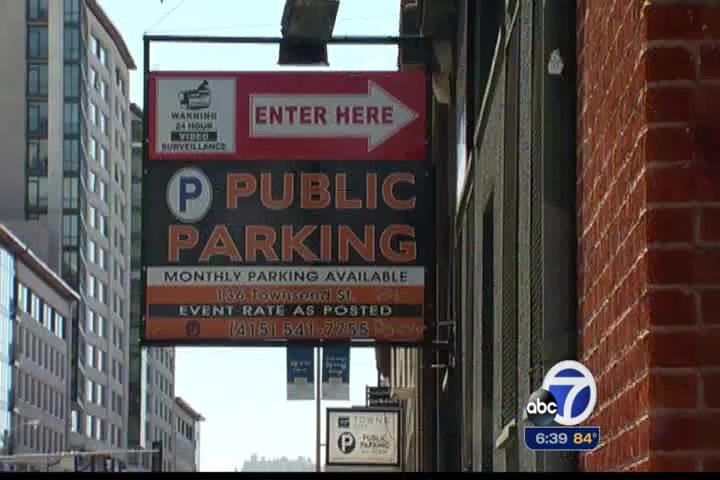 WARNING
24 HOUR
VIDEO
SURVEILLANCE
ENTER HERE
P PUBLIC
PARKING
MONTHLY PARKING AVAILABLE
136 Townsend St.
EVENT RATE AS POSTED
(415) 541-7755
TOWNS
P PUBLIC
PARKING
abc 7
6:39 84°